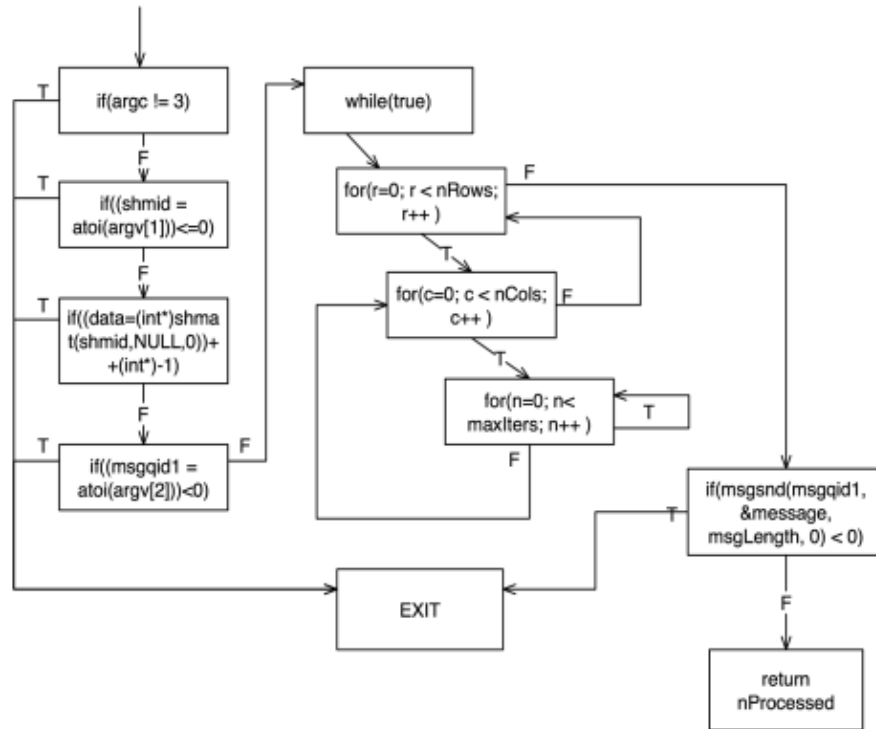 T
if(argc != 3)
F
T
if((shmid =
atoi(argv[1]))<=0)
F
T
if((data=(int*)shma
t(shmid,NULL,0))+
+(int*)-1)
F
T
if((msgqid1 =
atoi(argv[2]))<0)
F
while(true)
for(r=0; r < nRows;
r++ )
F
T
for(c=0; c < nCols;
c++ )
F
T
for(n=0; n<
maxIters; n++ )
T
F
if(msgsnd(msgqid1,
&message,
msgLength, 0) < 0)
T
F
EXIT
return
nProcessed